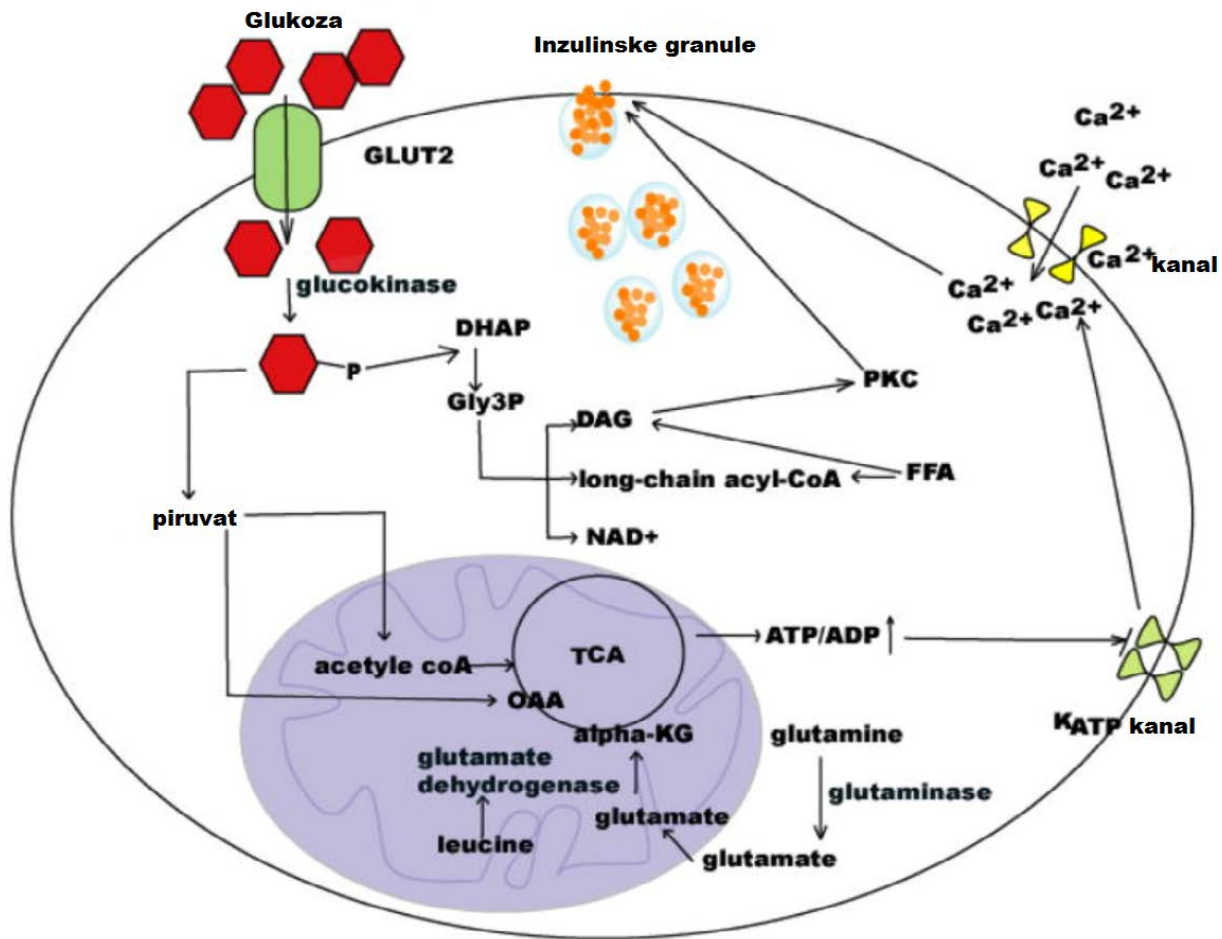 Glukoza
Inzulinske granule
GLUT2
Ca2+
Ca2+
Ca2+
Ca2+ kanal
Ca2+
Ca2+
Ca2+
glucokinase
P
DHAP
Gly3P
PKC
DAG
long-chain acyl-CoA
FFA
NAD+
piruvat
acetyle coA
TCA
ATP/ADP
OAA
alpha-KG
KATP kanal
glutamate
dehydrogenase
leucine
glutamate
glutamine
glutaminase
glutamate